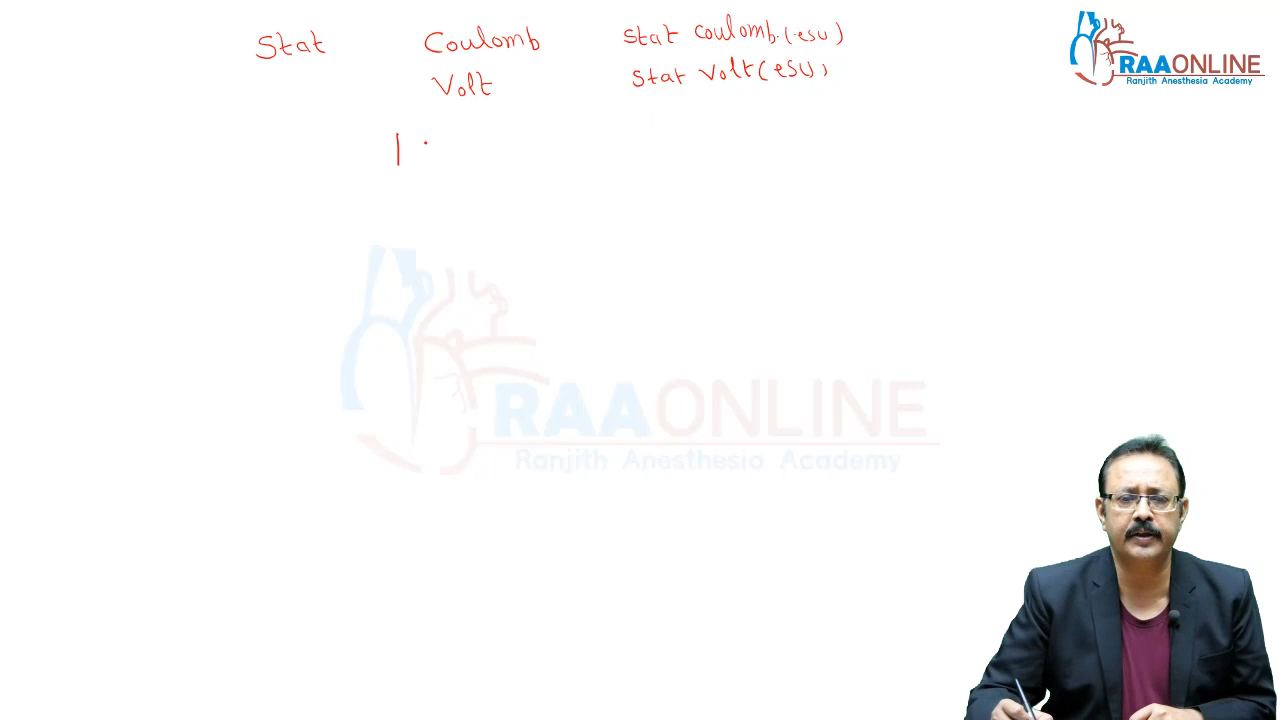 Stat Coulomb Stat Coulomb.(.esu)
Volt Stat Volt(esu)
1 .
RAAONLINE
Ranjith Anesthesia Academy
RAAONLINE
Ranjith Anesthesia Academy